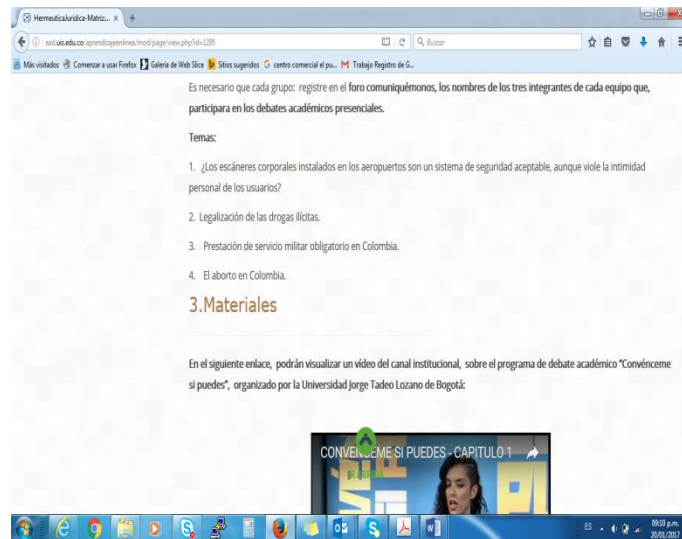 HermeuticaJuridica-Matriz...
ead.uis.edu.co/aprendizajeenlinea/mod/page/view.php?id=1295
Buscar
Más visitados Comenzar a usar Firefox Galería de Web Slice Sitios sugeridos centro comercial el pu... Trabajo Registro de G...
Es necesario que cada grupo: registre en el foro comuniquémonos, los nombres de los tres integrantes de cada equipo que,
participara en los debates académicos presenciales.
Temas:
1. ¿Los escáneres corporales instalados en los aeropuertos son un sistema de seguridad aceptable, aunque viole la intimidad
personal de los usuarios?
2. Legalización de las drogas ilícitas.
3. Prestación de servicio militar obligatorio en Colombia.
4. El aborto en Colombia.
3.Materiales
En el siguiente enlace, podrán visualizar un vídeo del canal institucional, sobre el programa de debate académico "Convénceme
si puedes", organizado por la Universidad Jorge Tadeo Lozano de Bogotá:
CONVENCEME SI PUEDES - CAPITULO 1
ES 09:10 p.m.
20/01/2017